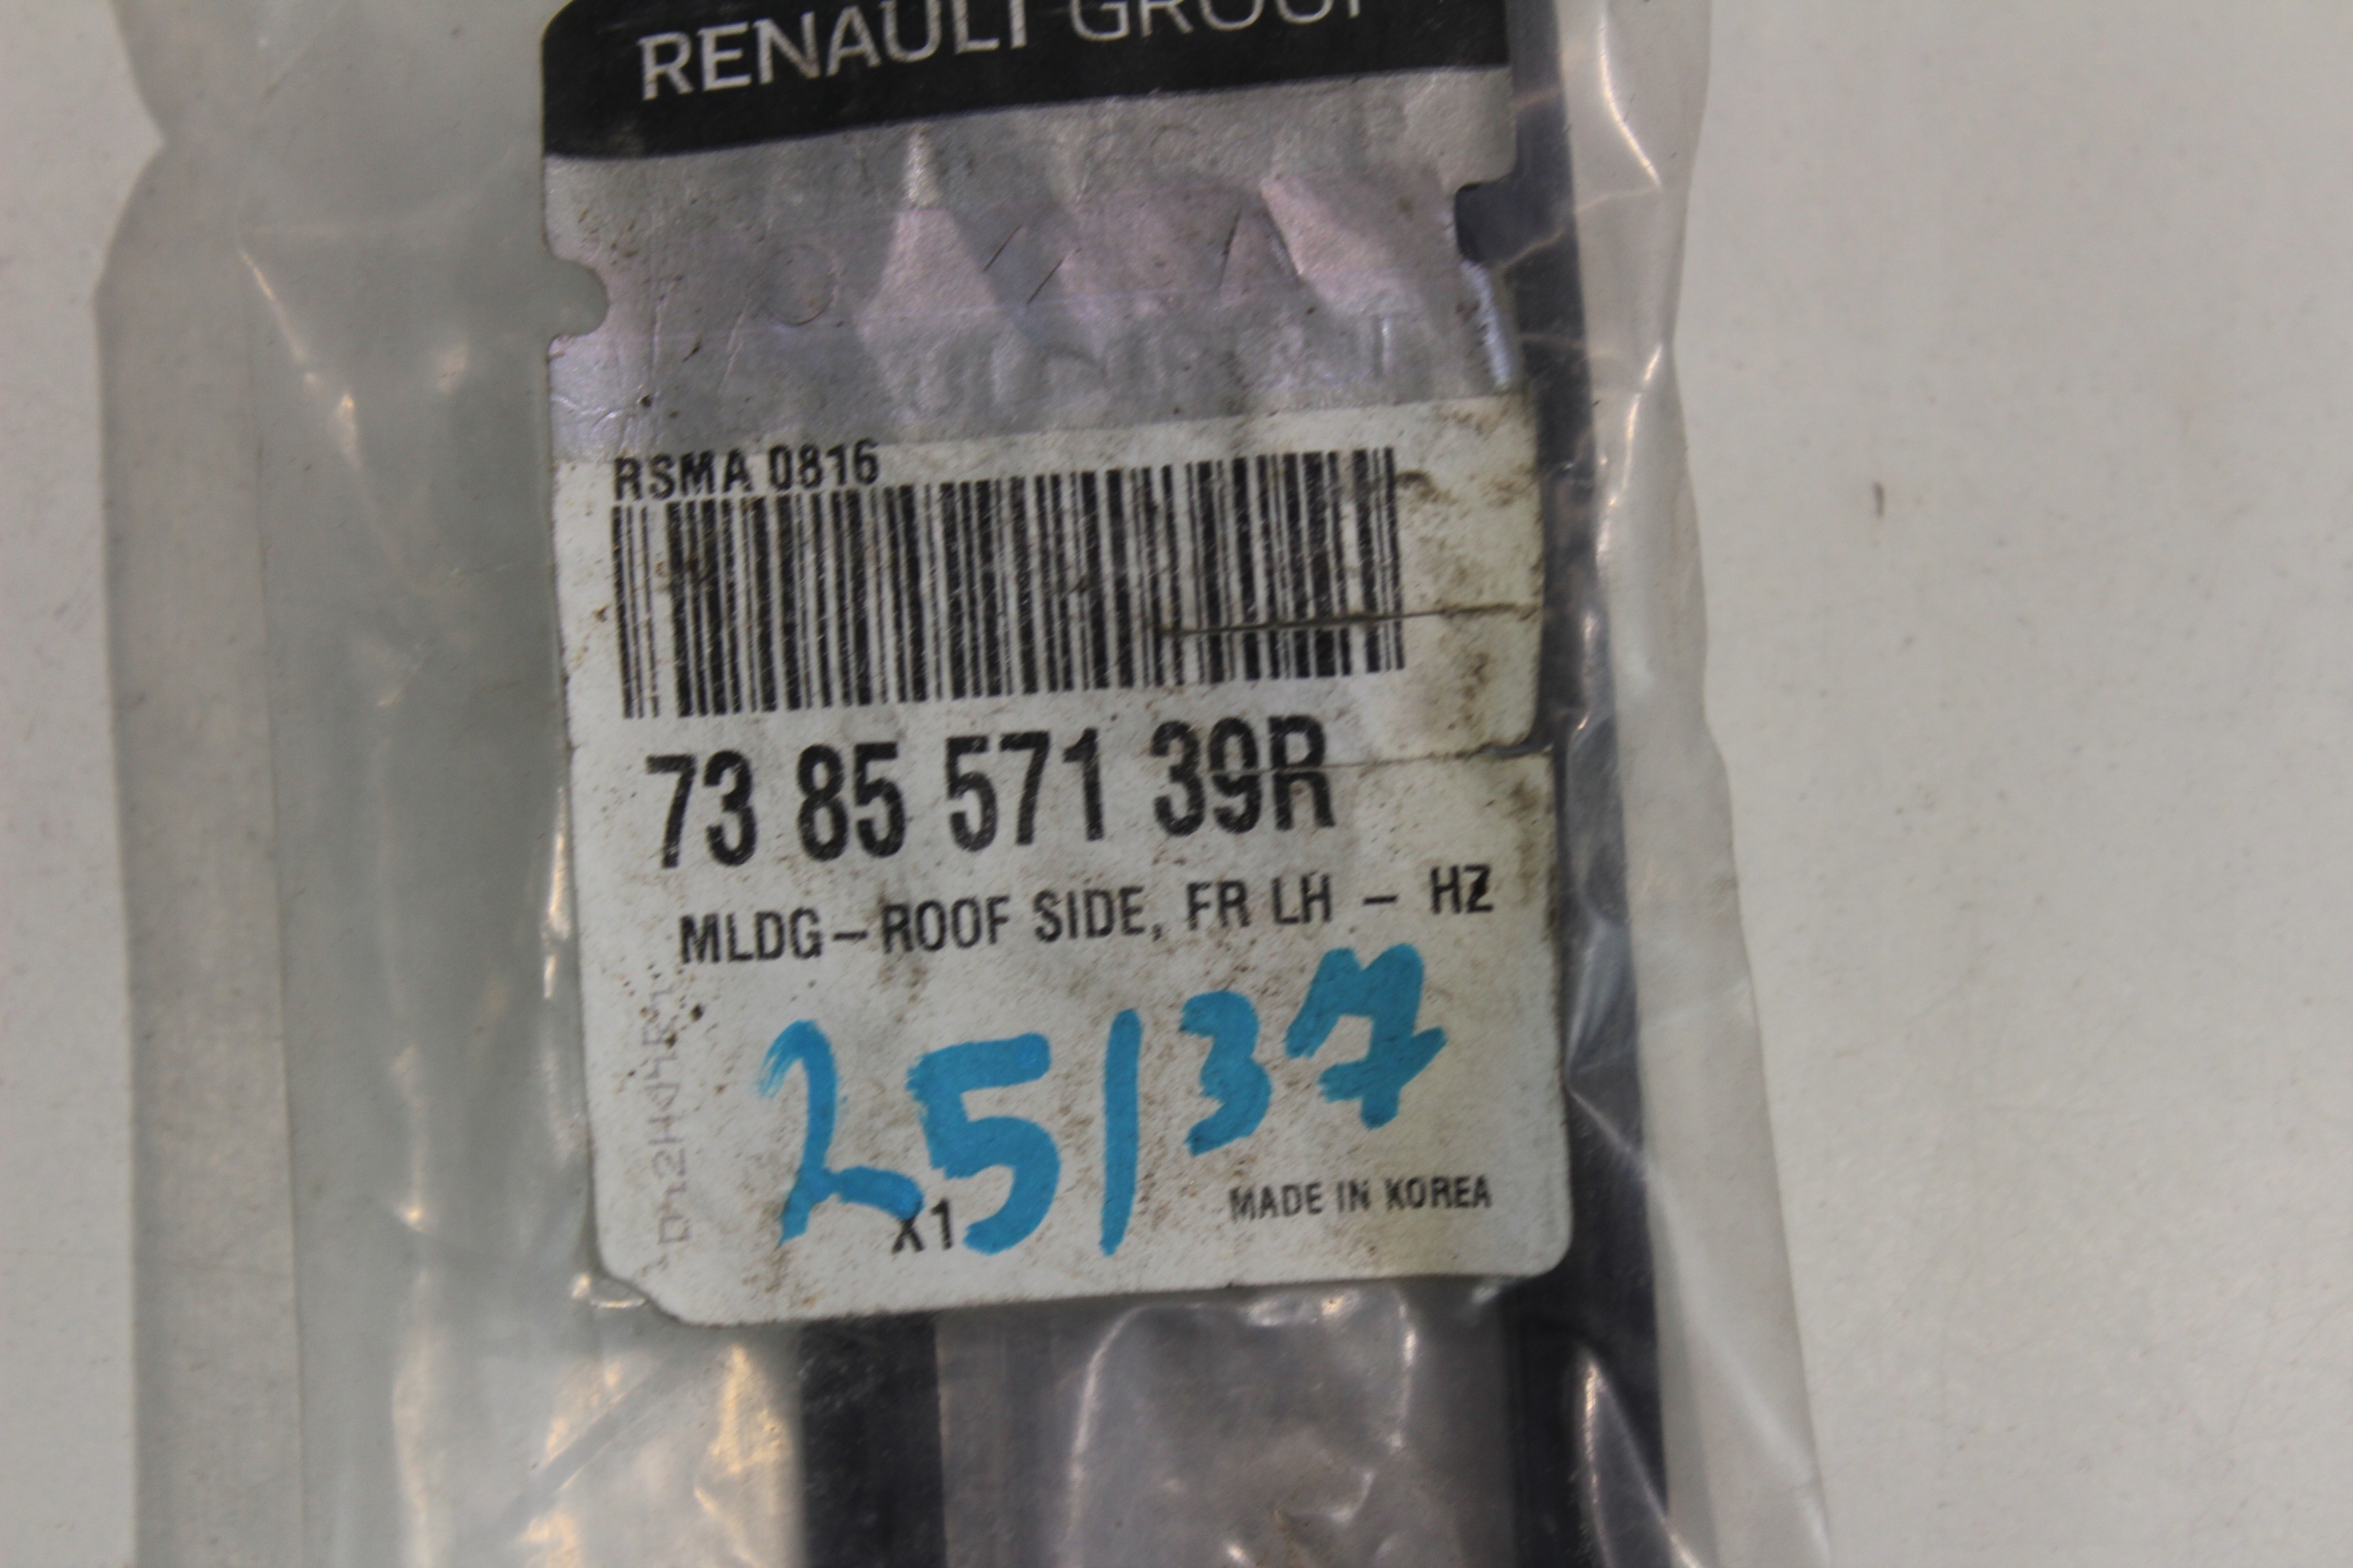 RENAULT GROUP
RSMA 0816
73 85 571 39R
MLDG-ROOF SIDE, FR LH - HZ
25/37
X1
MADE IN KOREA